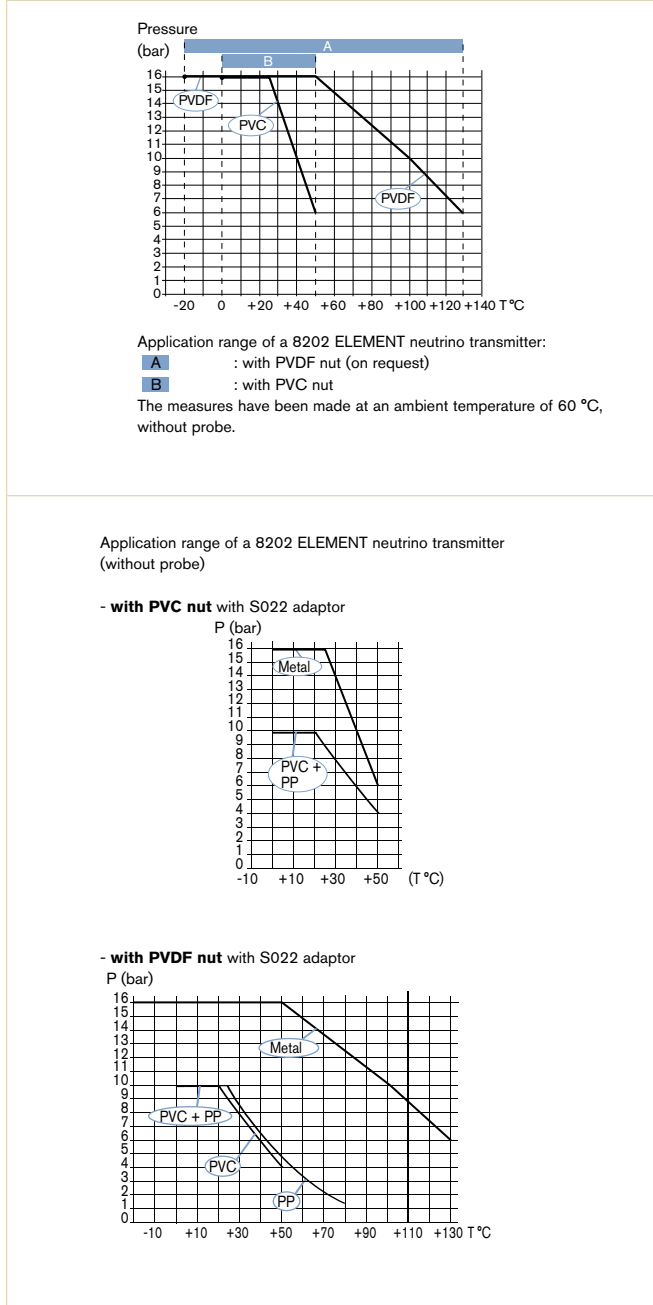 Pressure
(bar)
A
B
16
15
14
13
12
11
10
9
8
7
6
5
4
3
2
1
0
PVDF
PVC
PVDF
-20 0 +20 +40 +60 +80 +100 +120 +140 T °C
Application range of a 8202 ELEMENT neutrino transmitter:
A : with PVDF nut (on request)
B : with PVC nut
The measures have been made at an ambient temperature of 60 °C,
without probe.
Application range of a 8202 ELEMENT neutrino transmitter
(without probe)
- with PVC nut with S022 adaptor
P (bar)
16
15
14
13
12
11
10
9
8
7
6
5
4
3
2
1
0
Metal
PVC +
PP
-10 +10 +30 +50 (T °C)
- with PVDF nut with S022 adaptor
P (bar)
16
15
14
13
12
11
10
9
8
7
6
5
4
3
2
1
0
Metal
PVC + PP
PVC
PP
-10 +10 +30 +50 +70 +90 +110 +130 T °C